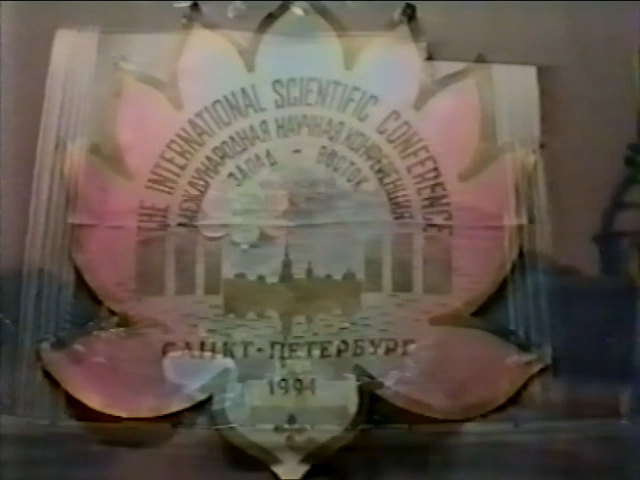 THE INTERNATIONAL SCIENTIFIC CONFERENCE
МЕЖДУНАРОДНАЯ НАУЧНАЯ КОНФЕРЕНЦИЯ
ЗАПАД - ВОСТОК
САНКТ-ПЕТЕРБУРГ
1994